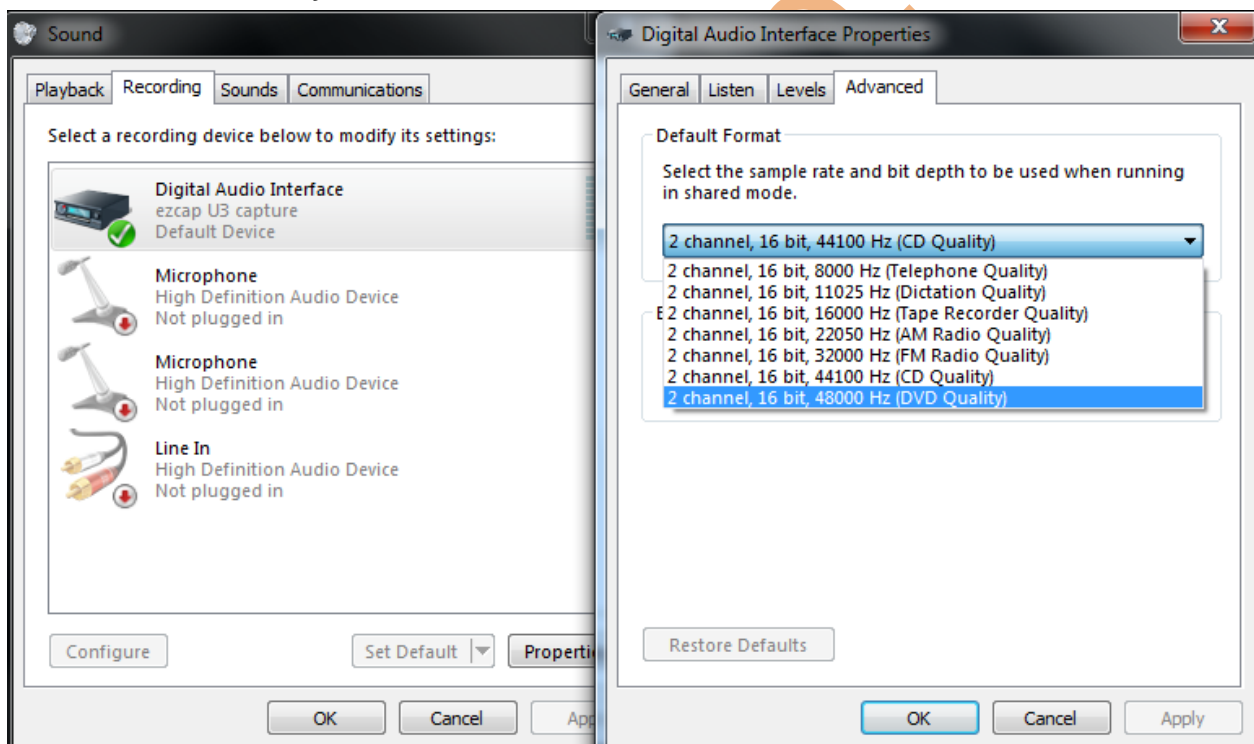 Sound
Playback Recording Sounds Communications
Select a recording device below to modify its settings:
Digital Audio Interface
ezcap U3 capture
Default Device
Microphone
High Definition Audio Device
Not plugged in
Microphone
High Definition Audio Device
Not plugged in
Line In
High Definition Audio Device
Not plugged in
Configure Set Default
OK Cancel
Digital Audio Interface Properties
General Listen Levels Advanced
Default Format
Select the sample rate and bit depth to be used when running
in shared mode.
2 channel, 16 bit, 44100 Hz (CD Quality)
2 channel, 16 bit, 8000 Hz (Telephone Quality)
2 channel, 16 bit, 11025 Hz (Dictation Quality)
2 channel, 16 bit, 16000 Hz (Tape Recorder Quality)
2 channel, 16 bit, 22050 Hz (AM Radio Quality)
2 channel, 16 bit, 32000 Hz (FM Radio Quality)
2 channel, 16 bit, 44100 Hz (CD Quality)
2 channel, 16 bit, 48000 Hz (DVD Quality)
Restore Defaults
OK Cancel Apply